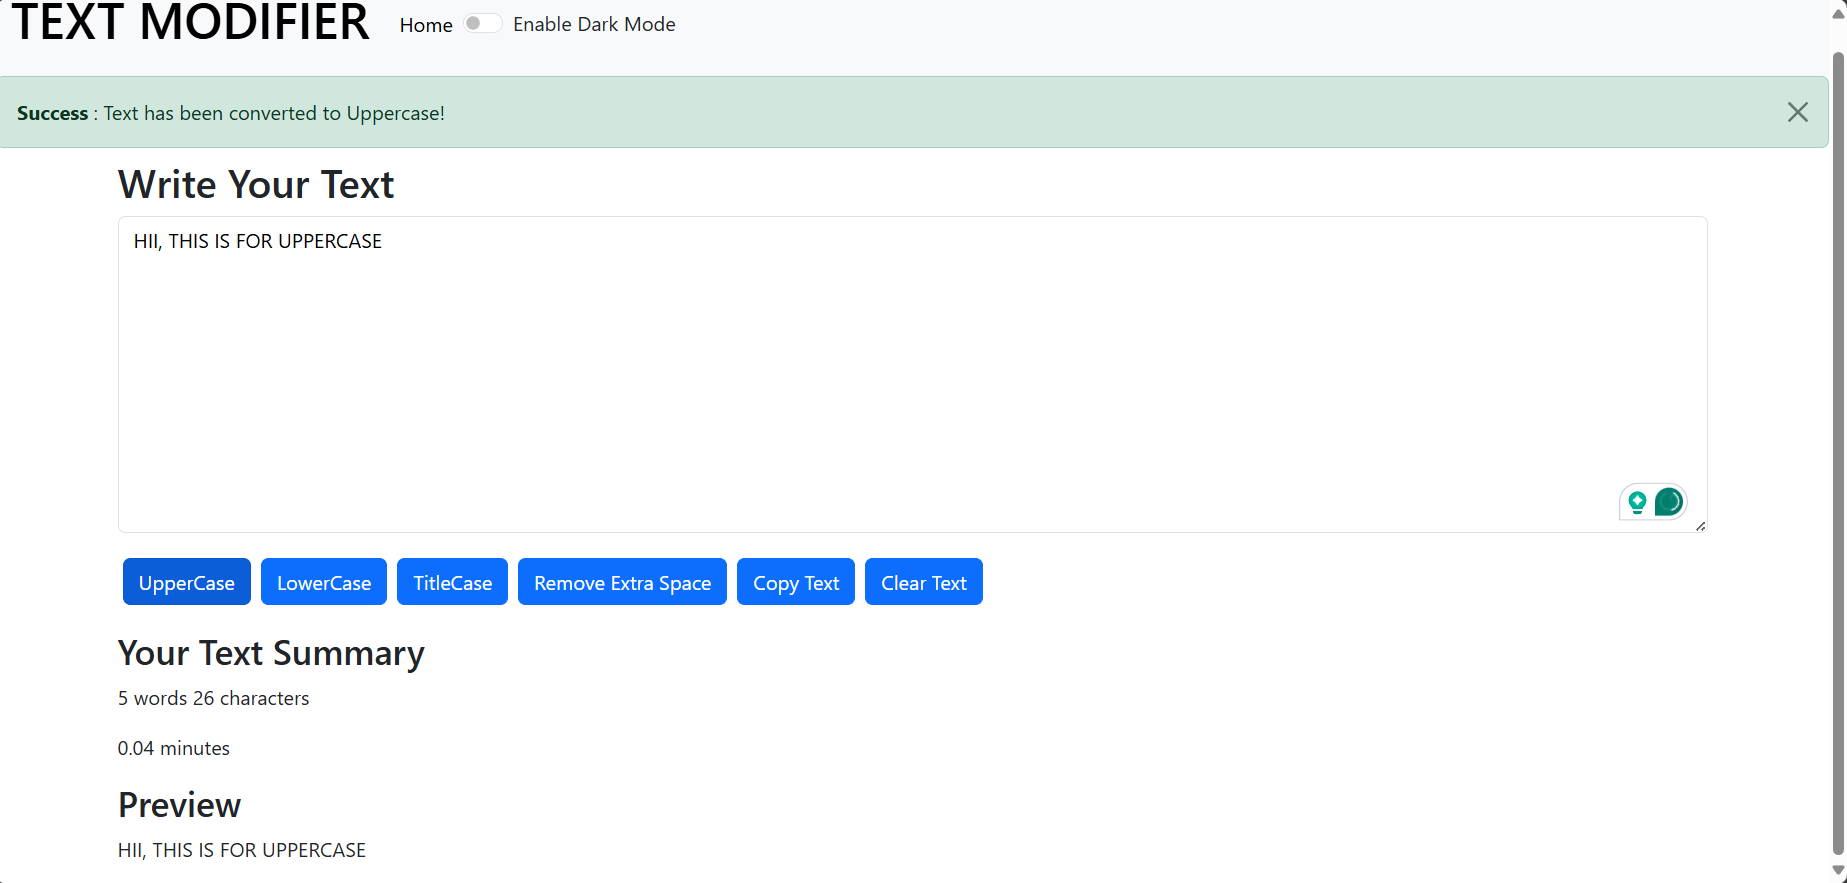 TEXT MODIFIER Home Enable Dark Mode
Success : Text has been converted to Uppercase!
Write Your Text
HII, THIS IS FOR UPPERCASE
UpperCase LowerCase TitleCase Remove Extra Space Copy Text Clear Text
Your Text Summary
5 words 26 characters
0.04 minutes
Preview
HII, THIS IS FOR UPPERCASE